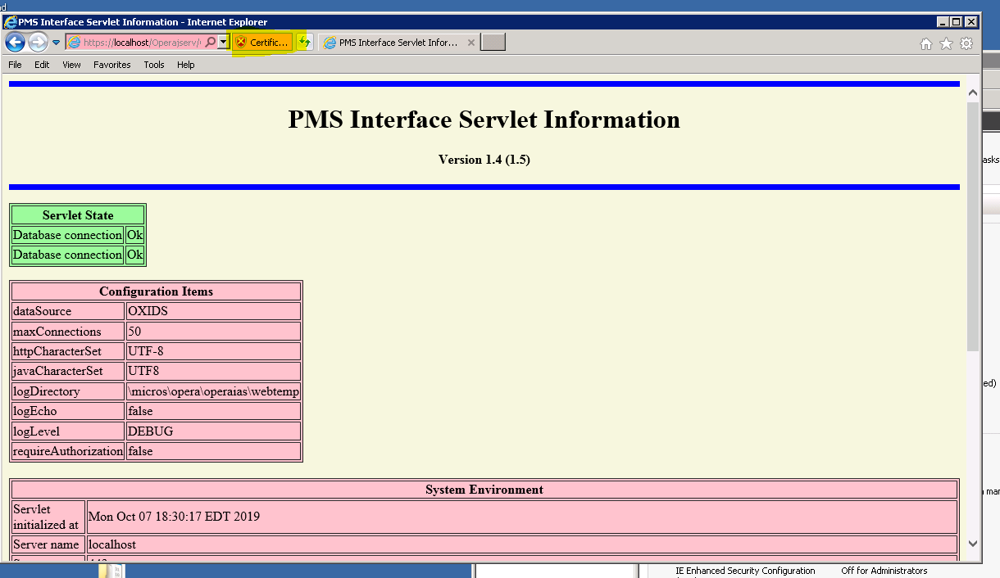 PMS Interface Servlet Information - Internet Explorer
https://localhost/Operajserv/
Certific...
PMS Interface Servlet Infor...
File Edit View Favorites Tools Help
PMS Interface Servlet Information
Version 1.4 (1.5)
Servlet State
Database connection Ok
Database connection Ok
Configuration Items
dataSource OXIDS
maxConnections 50
httpCharacterSet UTF-8
javaCharacterSet UTF8
logDirectory \micros\opera\operaias\webtemp
logEcho false
logLevel DEBUG
requireAuthorization false
System Environment
Servlet
initialized at Mon Oct 07 18:30:17 EDT 2019
Server name localhost
asks
ed)
IE Enhanced Security Configuration Off for Administrators